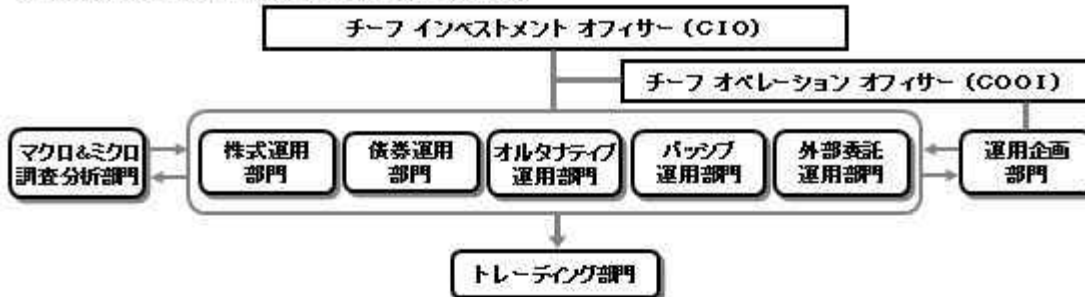 チーフ インベストメント オフィサー（CIO）
チーフ オペレーション オフィサー（COOI）
マクロ&ミクロ
調査分析部門
株式運用
部門
債券運用
部門
オルタナティブ
運用部門
パッシブ
運用部門
外部委託
運用部門
運用企画
部門
トレーディング部門